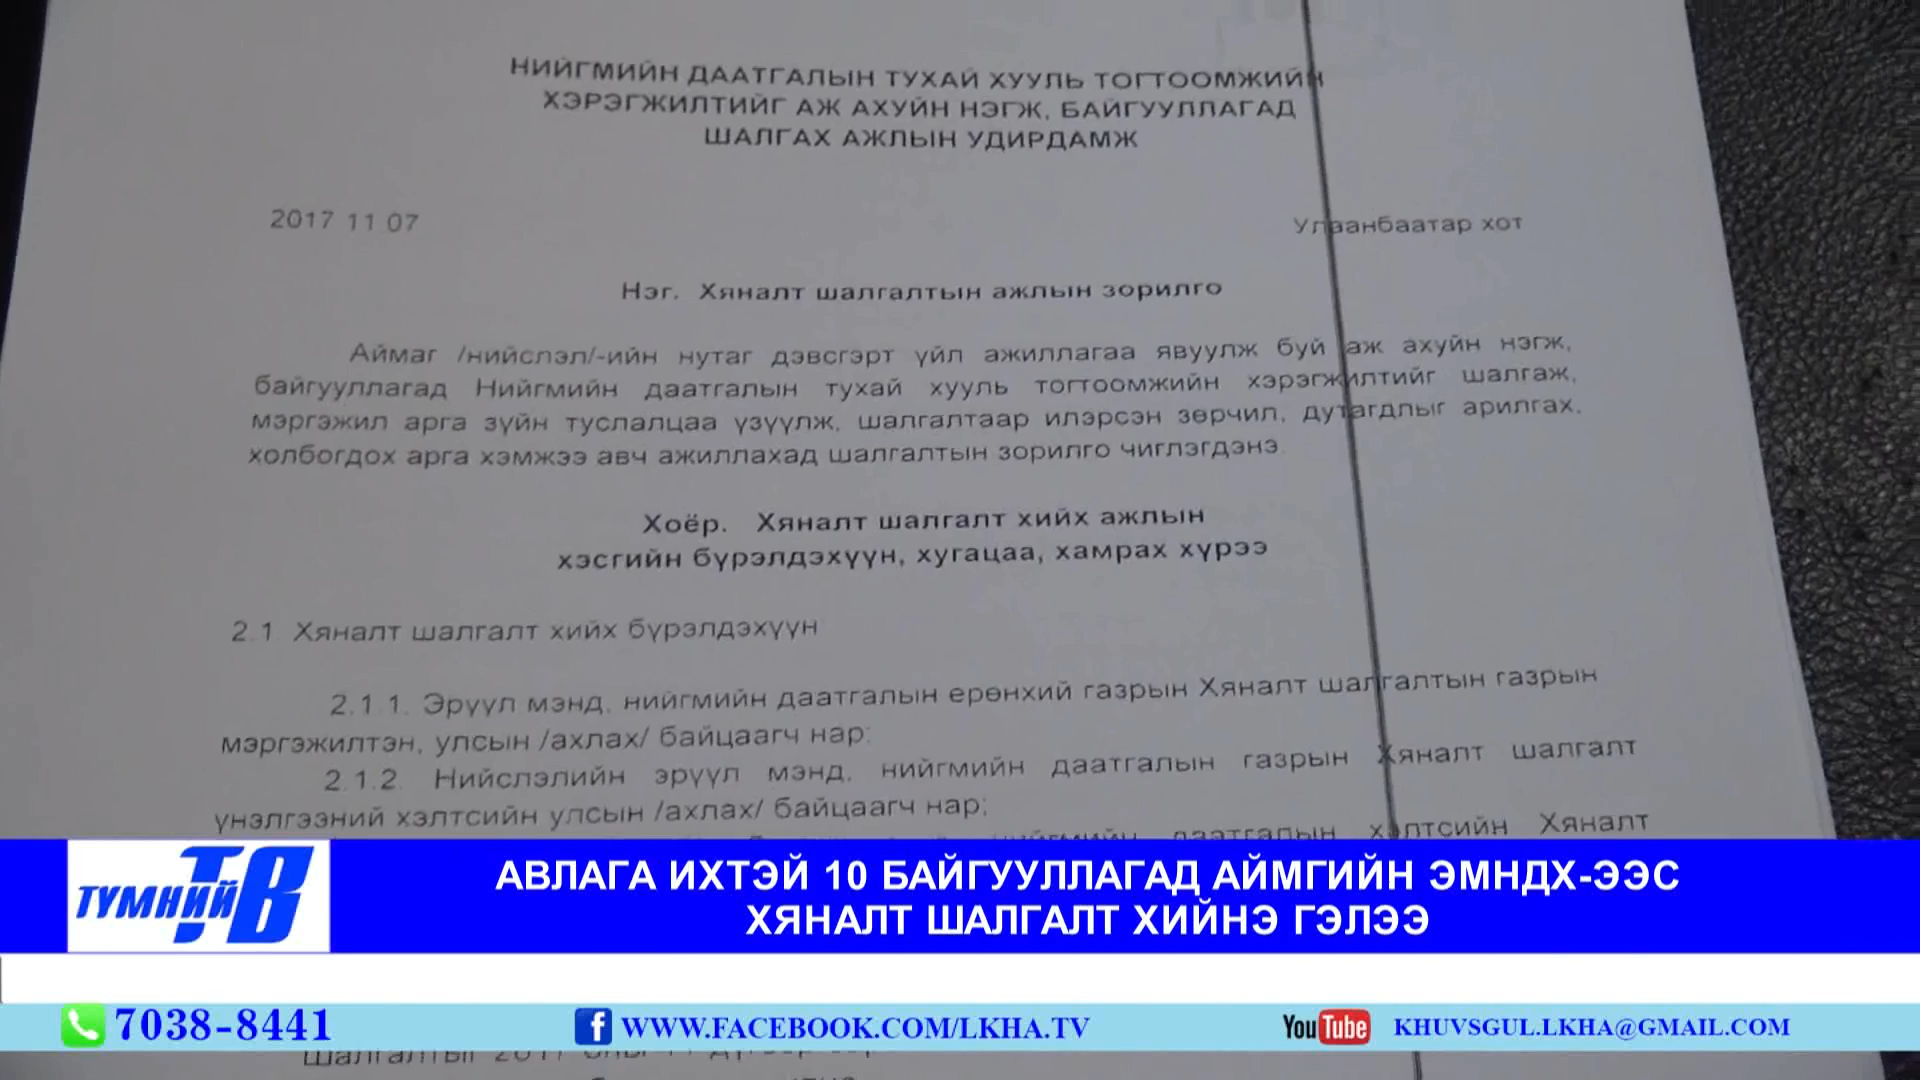 НИЙГМИЙН ДААТГАЛЫН ТУХАЙ ХУУЛЬ ТОГТООМЖИЙН
ХЭРЭГЖИЛТИЙГ АЖ АХУЙН НЭГЖ, БАЙГУУЛЛАГАД
ШАЛГАХ АЖЛЫН УДИРДАМЖ
2017 11 07 Улаанбаатар хот
Нэг. Хяналт шалгалтын ажлын зорилго
Аймаг /нийслэл/-ийн нутаг дэвсгэрт үйл ажиллагаа явуулж буй аж ахуйн нэгж,
байгууллагад Нийгмийн даатгалын тухай хууль тогтоомжийн хэрэгжилтийг шалгаж,
мэргэжил арга зүйн туслалцаа үзүүлж, шалгалтаар илэрсэн зөрчил, дутагдлыг арилгах,
холбогдох арга хэмжээ авч ажиллахад шалгалтын зорилго чиглэгдэнэ.
Хоёр. Хяналт шалгалт хийх ажлын
хэсгийн бүрэлдэхүүн, хугацаа, хамрах хүрээ
2.1 Хяналт шалгалт хийх бүрэлдэхүүн
2.1.1. Эрүүл мэнд, нийгмийн даатгалын ерөнхий газрын Хяналт шалгалтын газрын
мэргэжилтэн, улсын /ахлах/ байцаагч нар;
2.1.2. Нийслэлийн эрүүл мэнд, нийгмийн даатгалын газрын Хяналт шалгалт
үнэлгээний хэлтсийн улсын /ахлах/ байцаагч нар;
нийгмийн даатгалын хэлтсийн Хяналт
ТҮМНИЙ ТВ
АВЛАГА ИХТЭЙ 10 БАЙГУУЛЛАГАД АЙМГИЙН ЭМНДХ-ЭЭС
ХЯНАЛТ ШАЛГАЛТ ХИЙНЭ ГЭЛЭЭ
7038-8441 f WWW.FACEBOOK.COM/LKHA.TV YouTube KHUVSGUL.LKHA@GMAIL.COM